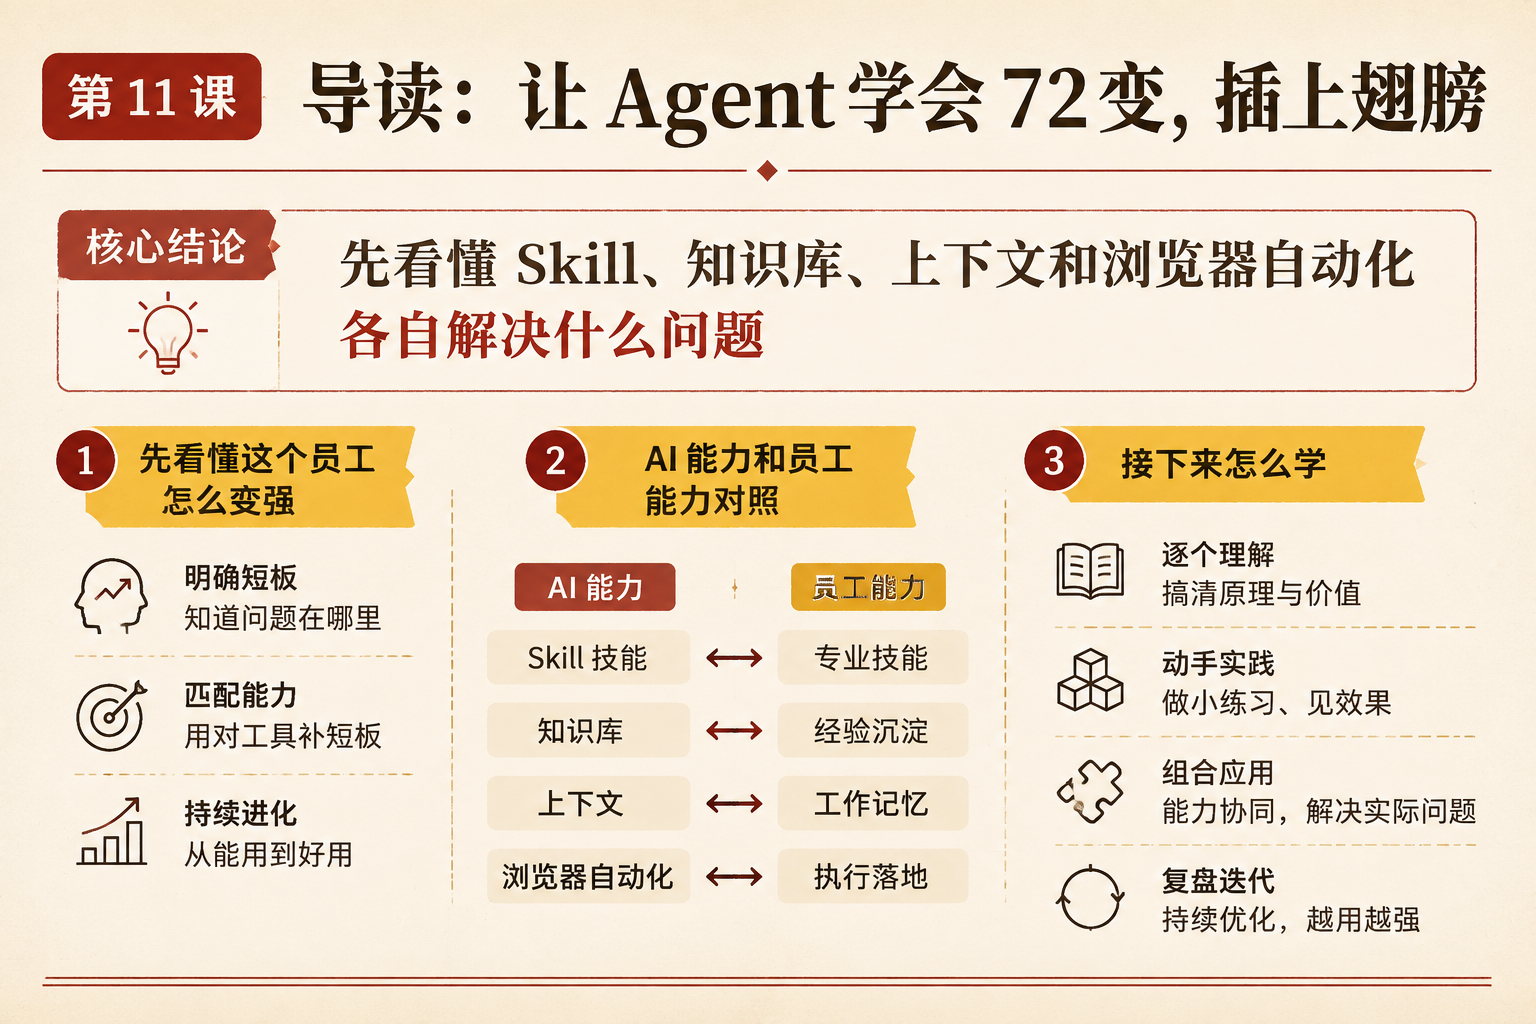 第 11 课
导读：让 Agent 学会 72 变, 插上翅膀
核心结论
先看懂 Skill、知识库、上下文和浏览器自动化
各自解决什么问题
1
先看懂这个员工
怎么变强
明确短板
知道问题在哪里
匹配能力
用对工具补短板
持续进化
从能用到好用
2
AI 能力和员工
能力对照
AI 能力
员工能力
Skill 技能
专业技能
知识库
经验沉淀
上下文
工作记忆
浏览器自动化
执行落地
3
接下来怎么学
逐个理解
搞清原理与价值
动手实践
做小练习、见效果
组合应用
能力协同，解决实际问题
复盘迭代
持续优化，越用越强